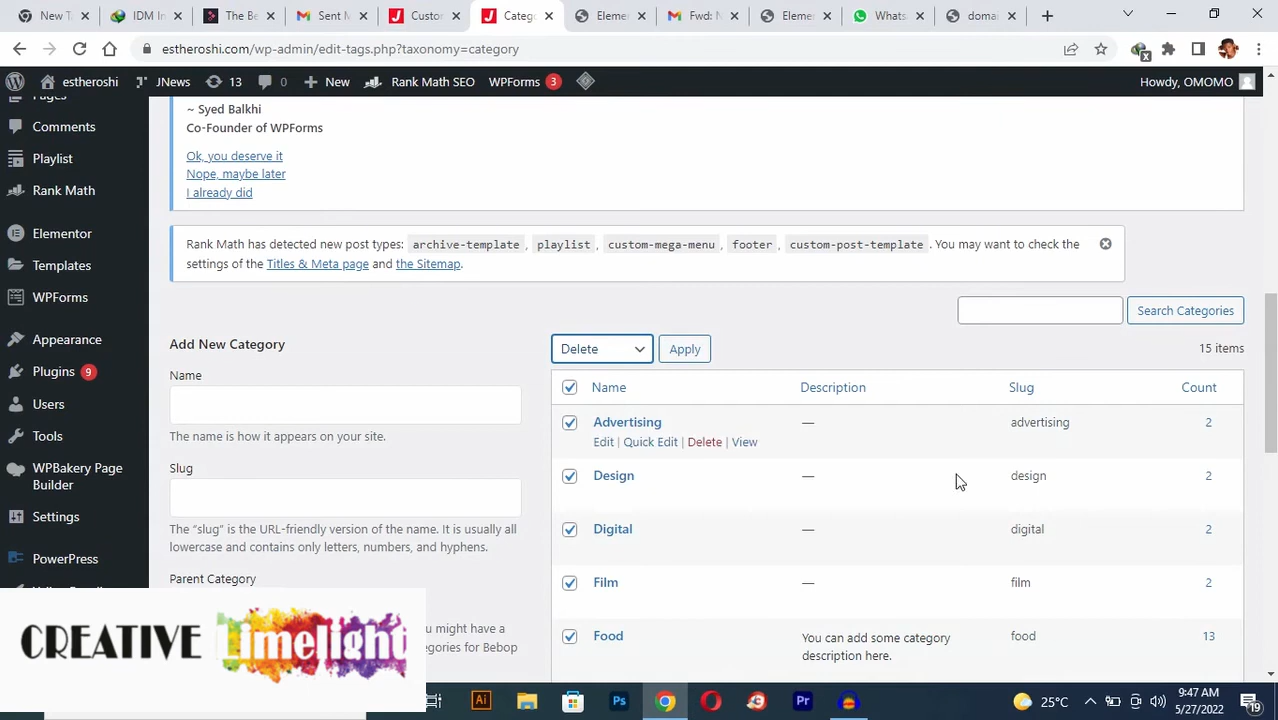 New T
IDM In
The Be
Sent M
Custo
Categ
Eleme
Fwd: N
Eleme
Whats
doma
estheroshi.com/wp-admin/edit-tags.php?taxonomy=category
estheroshi
JNews
13
0
New
Rank Math SEO
WPForms 3
Howdy, OMOMO
Pages
Comments
Playlist
Rank Math
Elementor
Templates
WPForms
Appearance
Plugins 9
Users
Tools
WPBakery Page
Builder
Settings
PowerPress
~ Syed Balkhi
Co-Founder of WPForms
Ok, you deserve it
Nope, maybe later
I already did
Rank Math has detected new post types: archive-template , playlist , custom-mega-menu , footer , custom-post-template . You may want to check the
settings of the Titles & Meta page and the Sitemap.
Search Categories
Add New Category
Name
The name is how it appears on your site.
Slug
The “slug” is the URL-friendly version of the name. It is usually all
lowercase and contains only letters, numbers, and hyphens.
Parent Category
u might have a
egories for Bebop
Delete
Apply
15 items
Name Description Slug Count
Advertising — advertising 2
Edit | Quick Edit | Delete | View
Design — design 2
Digital — digital 2
Film — film 2
Food You can add some category food 13
description here.
CREATIVE Limelight
Ai
Ps
Pr
25°C
9:47 AM
5/27/2022
19